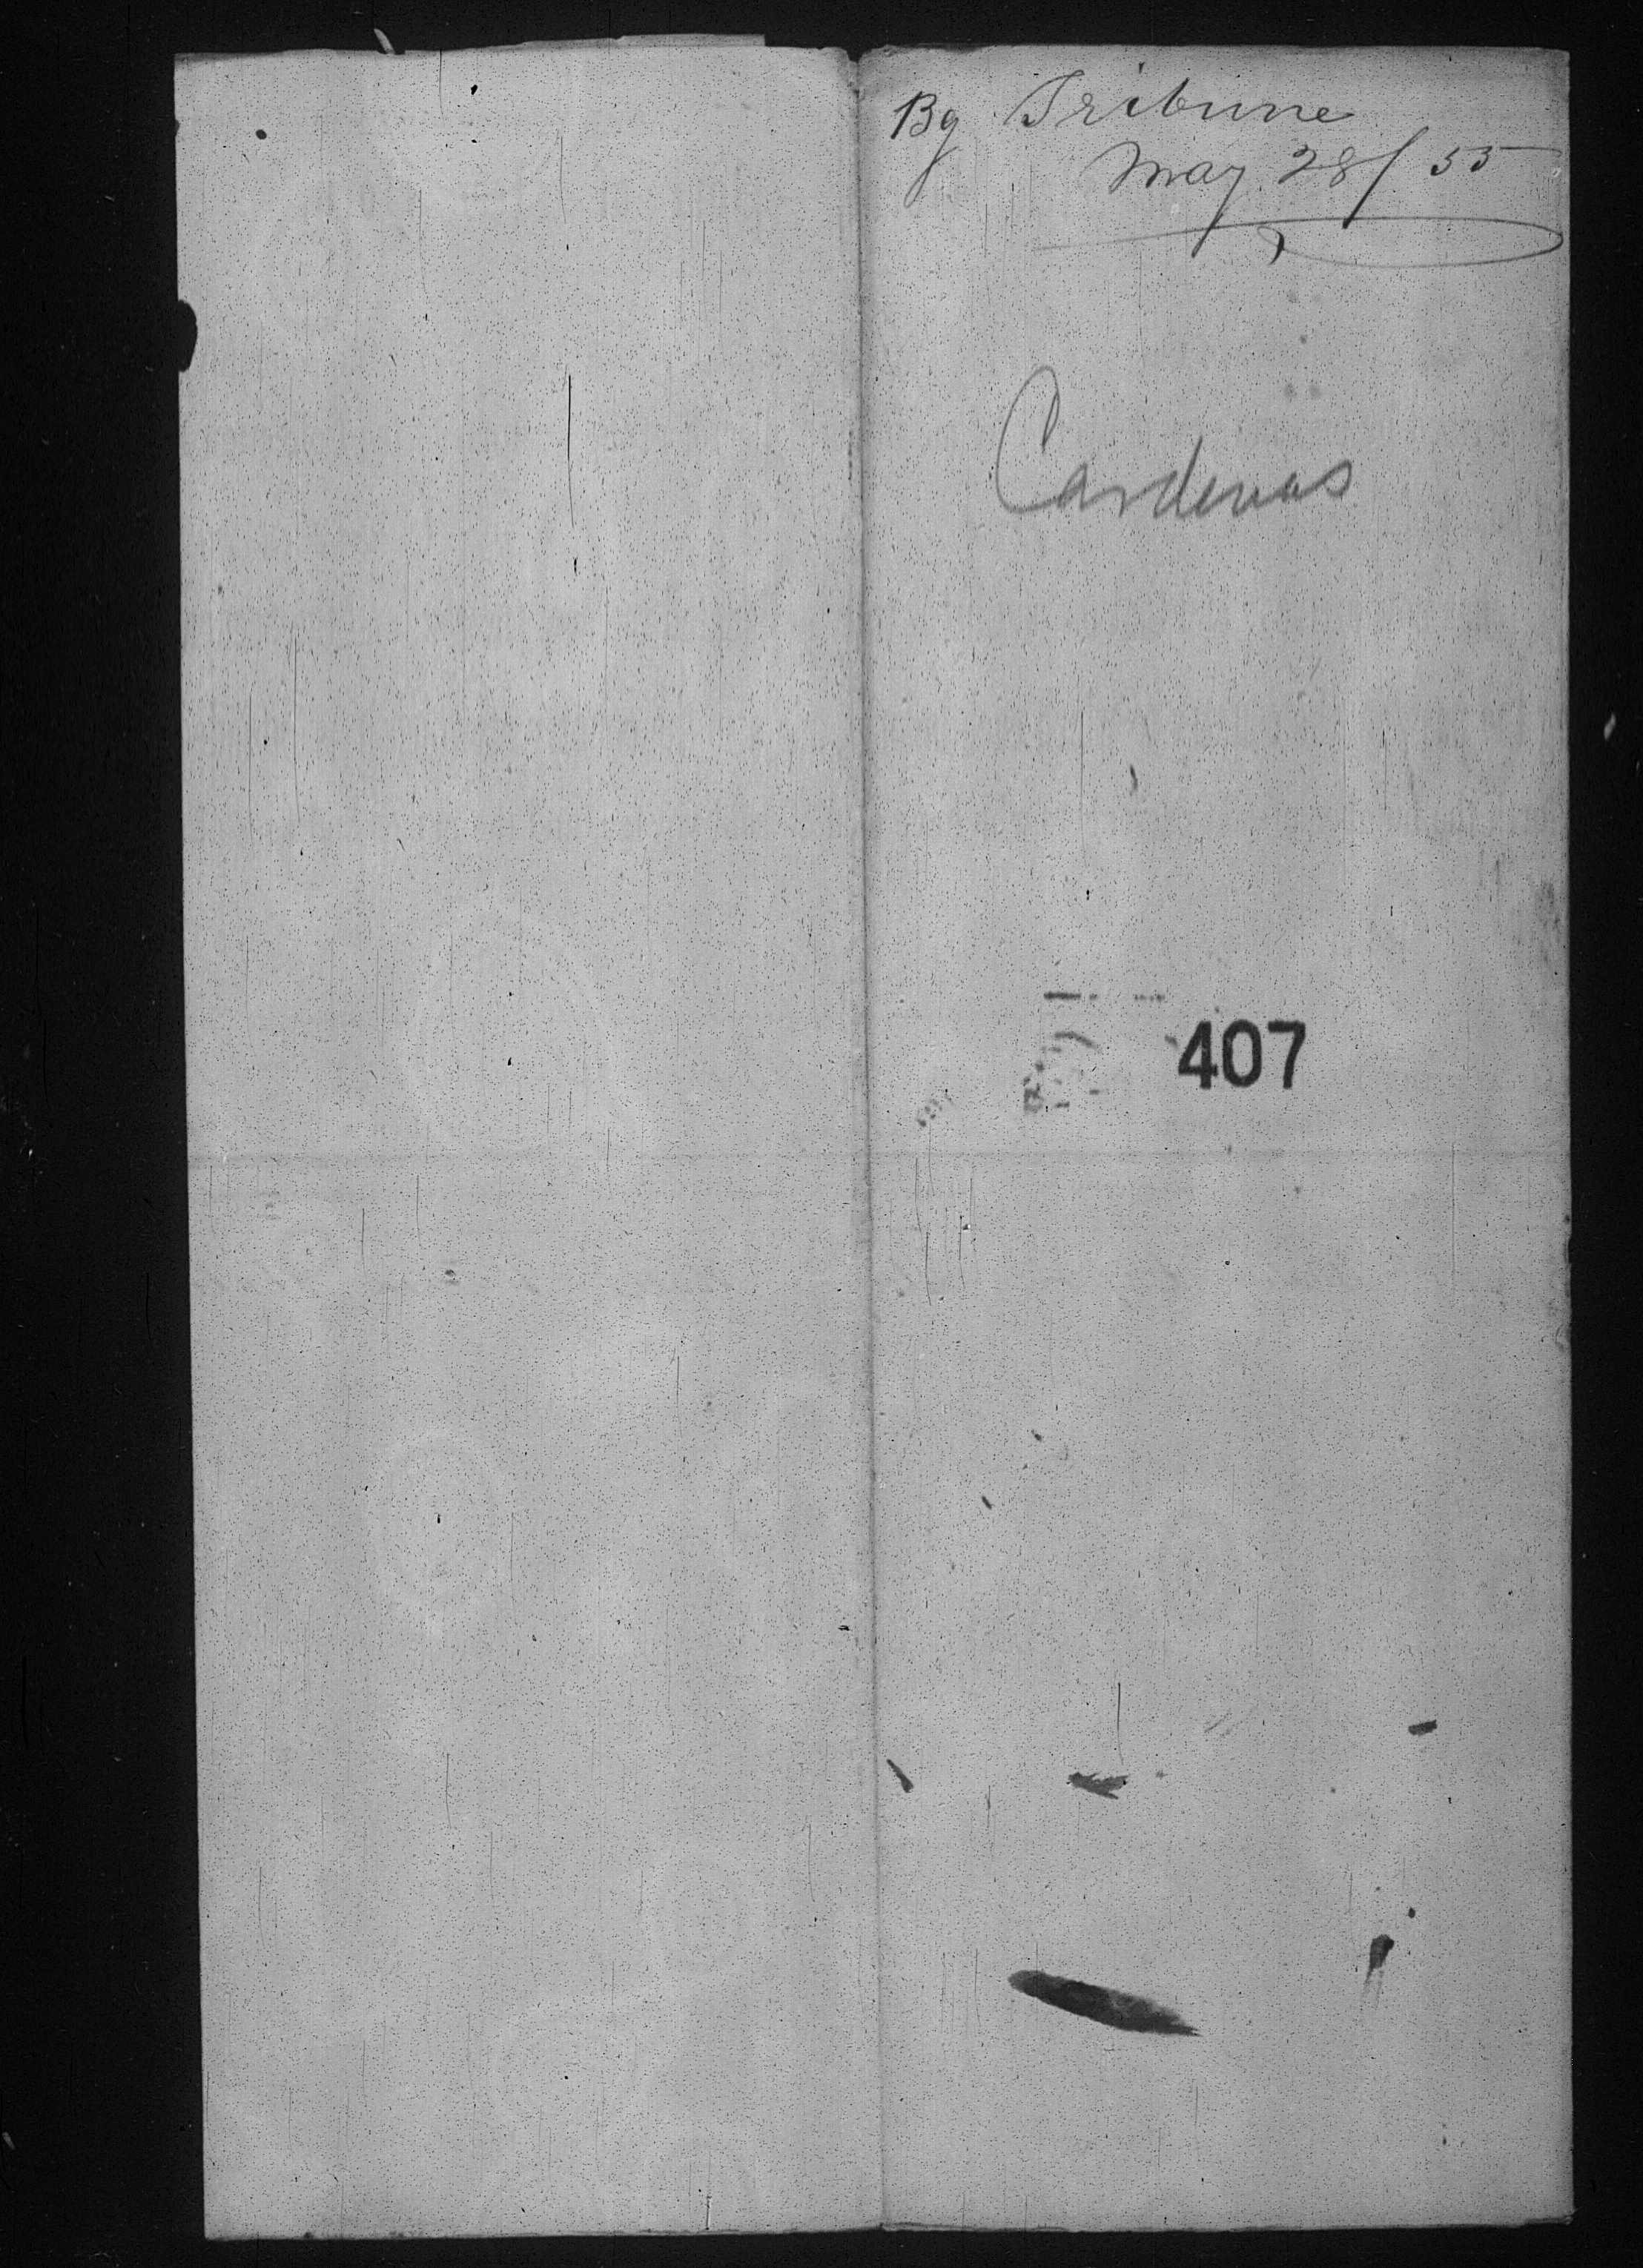 Bg Tribune
May 28/55
Cardenas
407